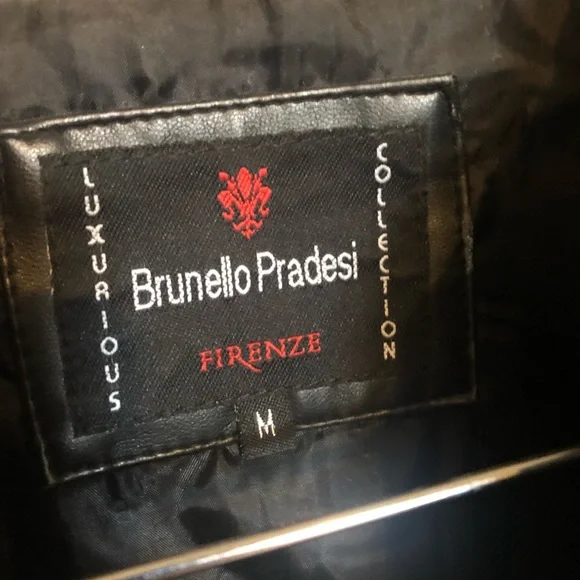 LUXURIOUS
COLLECTION
Brunello Pradesi
FIRENZE
M